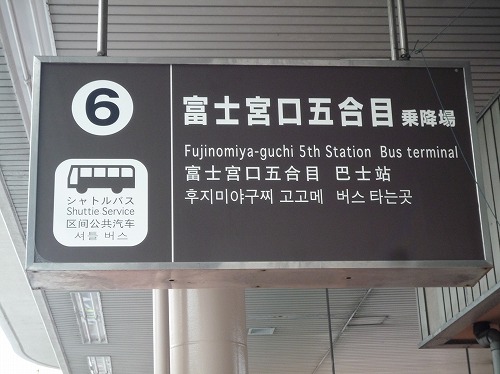 6
シャトルバス
Shuttle Service
区间公共汽车
셔틀 버스
富士宮口五合目 乗降場
Fujinomiya-guchi 5th Station Bus terminal
富士宮口五合目 巴士站
후지미야구찌 고고메 버스 타는곳